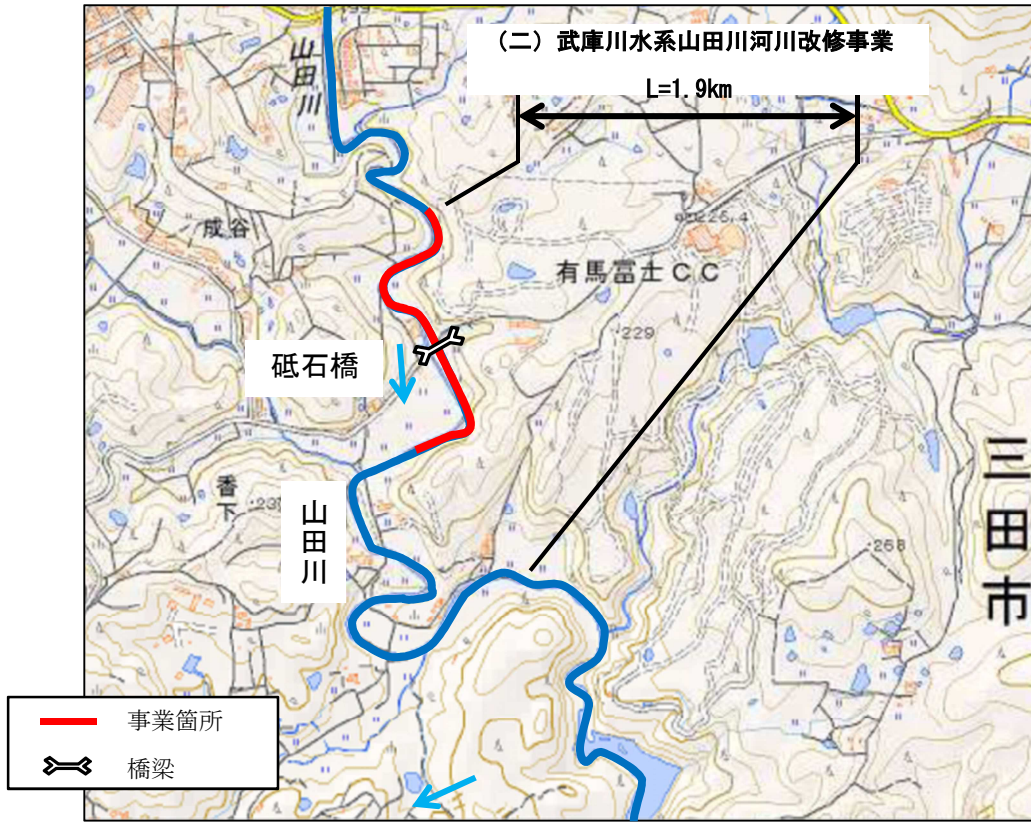 （二）武庫川水系山田川河川改修事業
L=1.9km
山田川
成谷
225.4
有馬富士ＣＣ
229
砥石橋
香下
山田川
268
三田市
事業箇所
橋梁